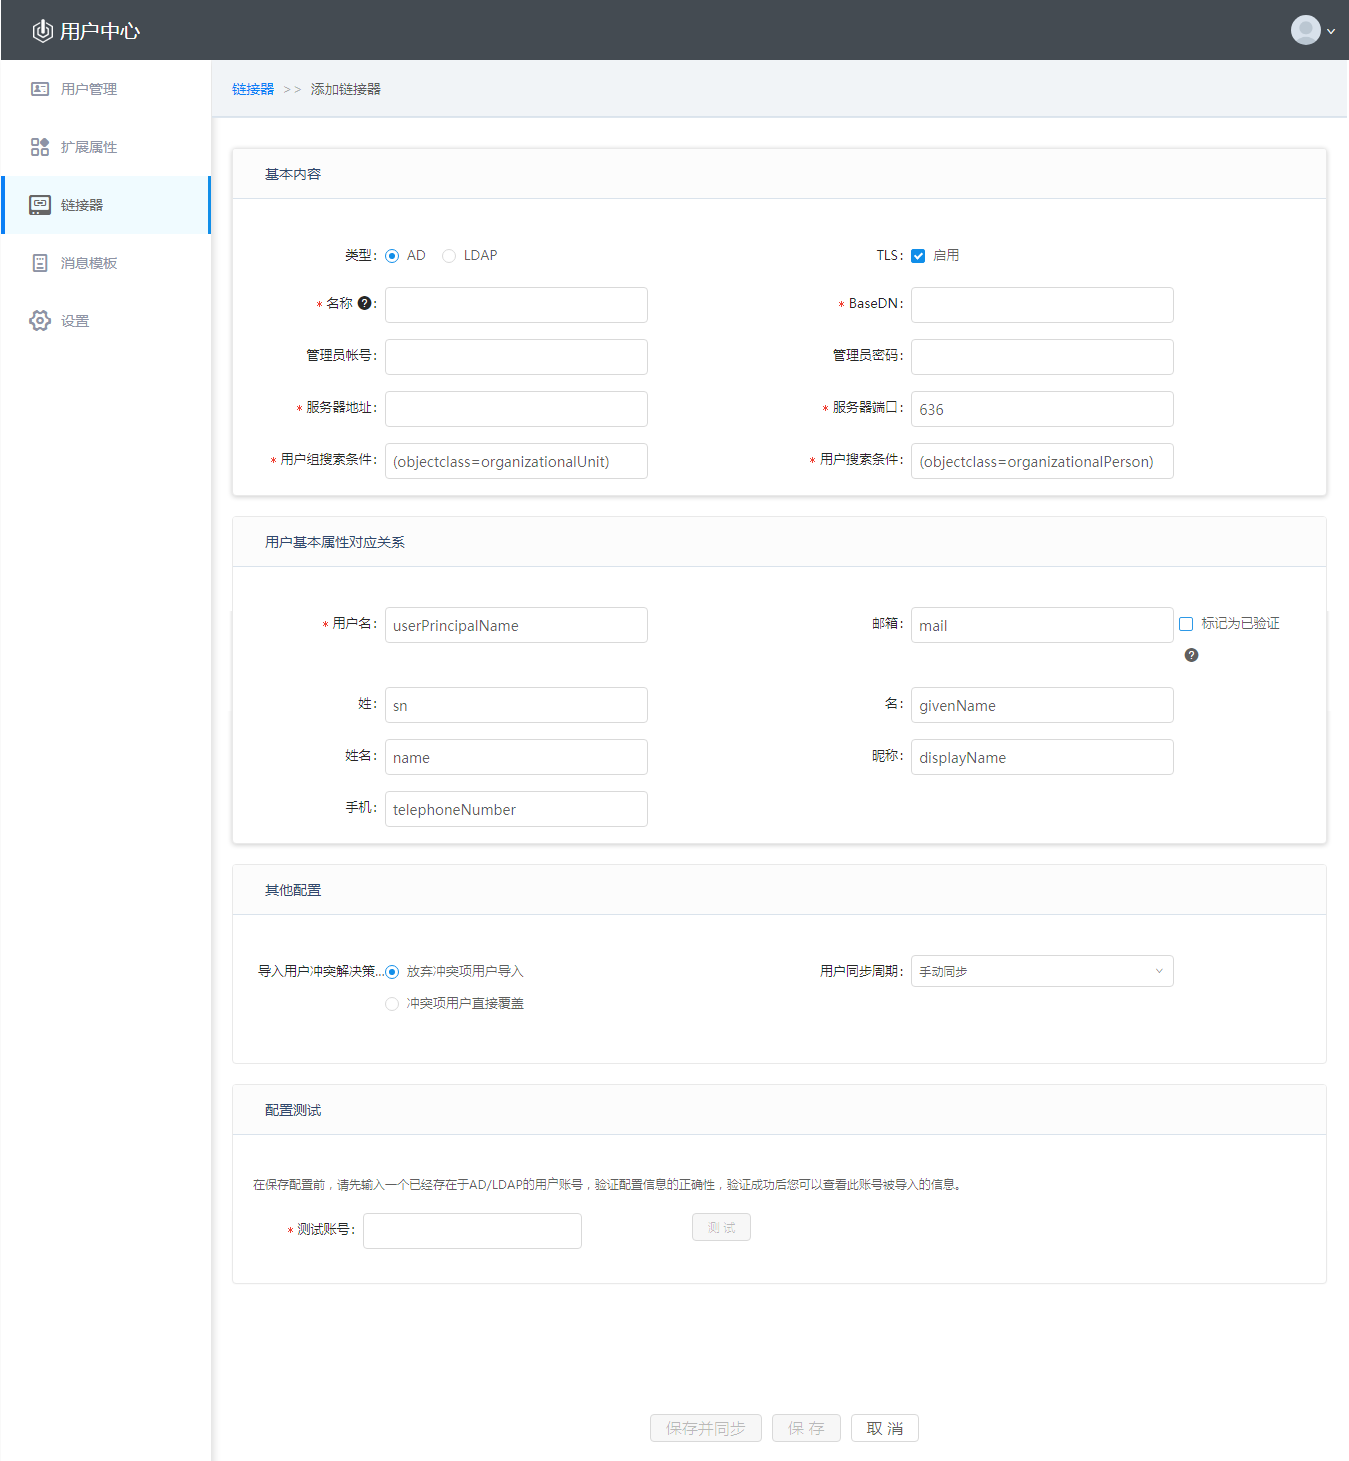 用户中心
用户管理
扩展属性
链接器
消息模板
设置
链接器 >> 添加链接器
基本内容
类型: AD LDAP TLS: 启用
* 名称 ?: * BaseDN:
管理员帐号: 管理员密码:
* 服务器地址: * 服务器端口: 636
* 用户组搜索条件: (objectclass=organizationalUnit) * 用户搜索条件: (objectclass=organizationalPerson)
用户基本属性对应关系
* 用户名: userPrincipalName 邮箱: mail 标记为已验证
?
姓: sn 名: givenName
姓名: name 昵称: displayName
手机: telephoneNumber
其他配置
导入用户冲突解决策... 放弃冲突项用户导入 用户同步周期: 手动同步
冲突项用户直接覆盖
配置测试
在保存配置前，请先输入一个已经存在于AD/LDAP的用户账号，验证配置信息的正确性，验证成功后您可以查看此账号被导入的信息。
* 测试账号: 测 试
保存并同步 保 存 取 消